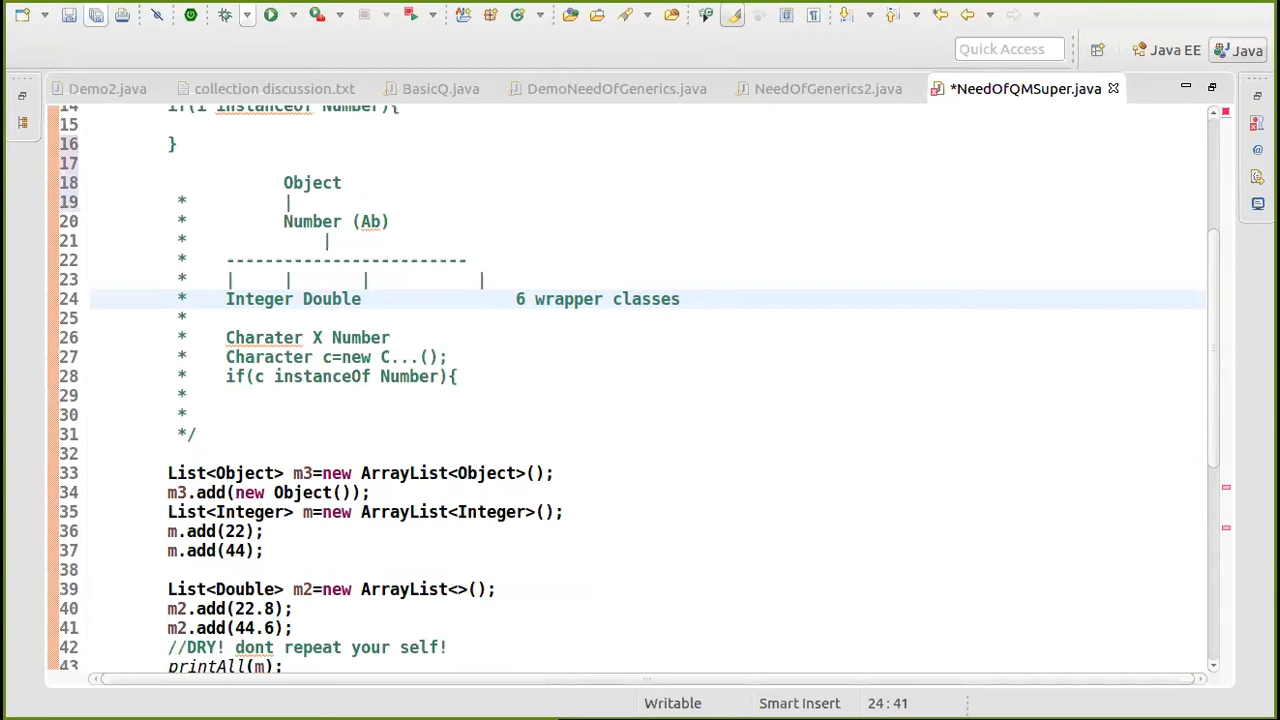 Quick Access
Java EE
Java
Demo2.java
collection discussion.txt
BasicQ.java
DemoNeedOfGenerics.java
NeedOfGenerics2.java
*NeedOfQMSuper.java
14 if(i instanceOf Number){
15
16 }
17
18 Object
19 * |
20 * Number (Ab)
21 * |
22 * -------------------------
23 * | | | |
24 * Integer Double 6 wrapper classes
25 *
26 * Charater X Number
27 * Character c=new C...();
28 * if(c instanceOf Number){
29 *
30 *
31 */
32
33 List<Object> m3=new ArrayList<Object>();
34 m3.add(new Object());
35 List<Integer> m=new ArrayList<Integer>();
36 m.add(22);
37 m.add(44);
38
39 List<Double> m2=new ArrayList<>();
40 m2.add(22.8);
41 m2.add(44.6);
42 //DRY! dont repeat your self!
43 printAll(m);
Writable
Smart Insert
24 : 41